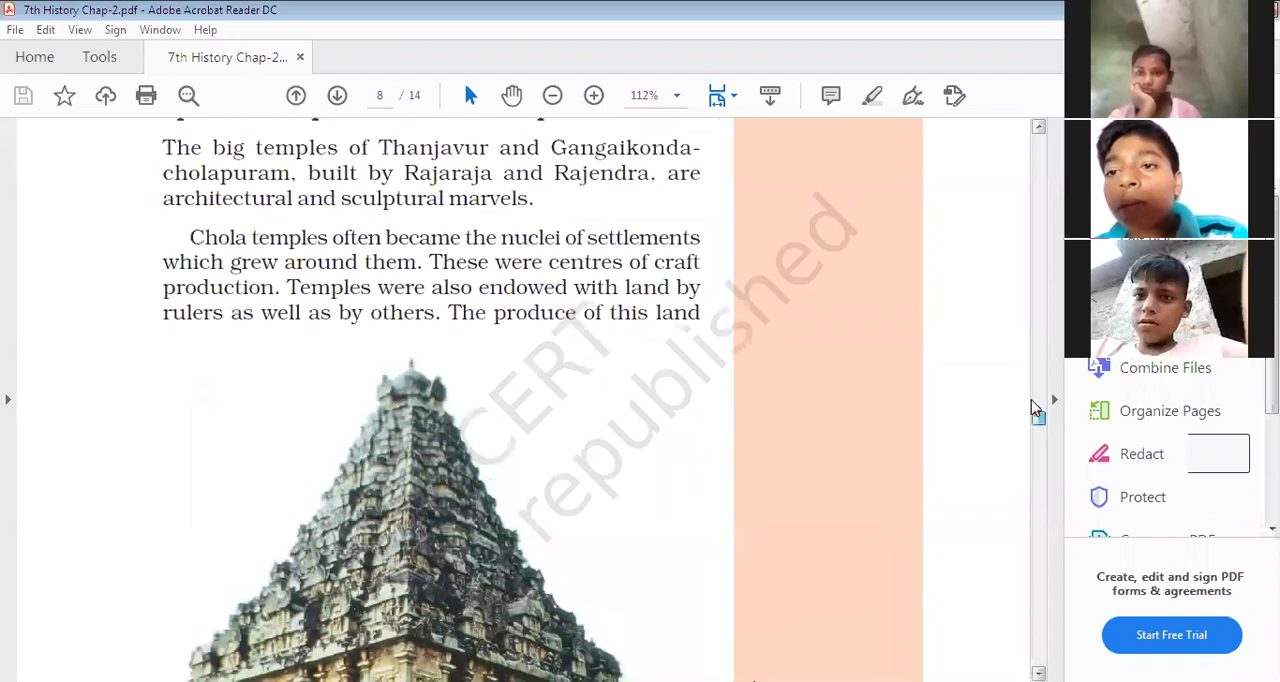 7th History Chap-2.pdf - Adobe Acrobat Reader DC
File Edit View Sign Window Help
Home Tools 7th History Chap-2... ×
8 / 14 112%
The big temples of Thanjavur and Gangaikonda-
cholapuram, built by Rajaraja and Rajendra, are
architectural and sculptural marvels.
Chola temples often became the nuclei of settlements
which grew around them. These were centres of craft
production. Temples were also endowed with land by
rulers as well as by others. The produce of this land
CERT
republished
Combine Files
Organize Pages
Redact
Protect
Create, edit and sign PDF
forms & agreements
Start Free Trial